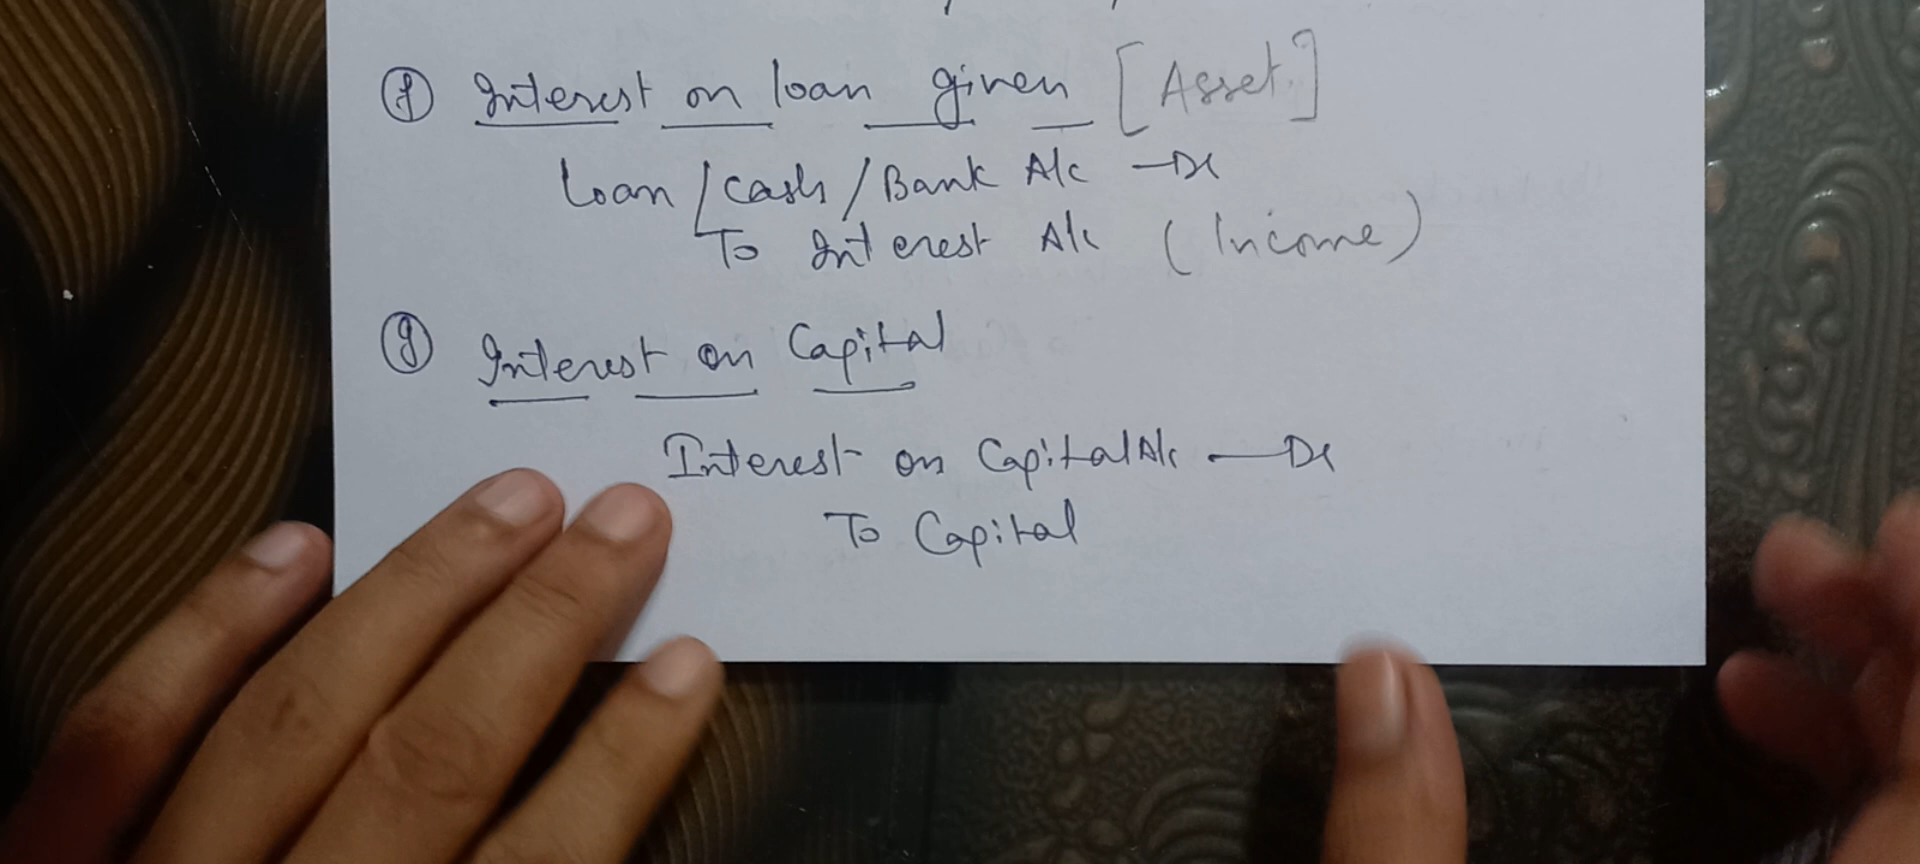 (f) Interest on loan given [Asset.]
Loan / Cash / Bank A/c — Dr
To Interest A/c (Income)
(g) Interest on Capital
Interest on Capital A/c — Dr
To Capital